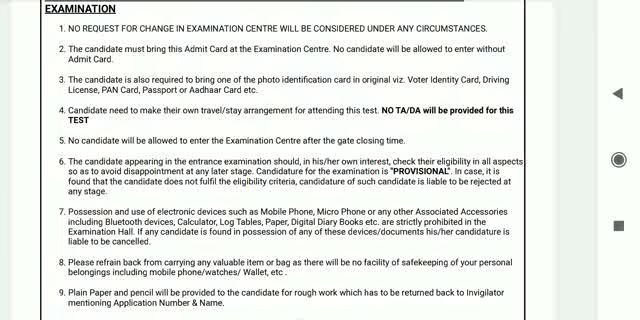 EXAMINATION
1. NO REQUEST FOR CHANGE IN EXAMINATION CENTRE WILL BE CONSIDERED UNDER ANY CIRCUMSTANCES.
2. The candidate must bring this Admit Card at the Examination Centre. No candidate will be allowed to enter without
Admit Card.
3. The candidate is also required to bring one of the photo identification card in original viz. Voter Identity Card, Driving
License, PAN Card, Passport or Aadhaar Card etc.
4. Candidate need to make their own travel/stay arrangement for attending this test. NO TA/DA will be provided for this
TEST
5. No candidate will be allowed to enter the Examination Centre after the gate closing time.
6. The candidate appearing in the entrance examination should, in his/her own interest, check their eligibility in all aspects
so as to avoid disappointment at any later stage. Candidature for the examination is "PROVISIONAL". In case, it is
found that the candidate does not fulfil the eligibility criteria, candidature of such candidate is liable to be rejected at
any stage.
7. Possession and use of electronic devices such as Mobile Phone, Micro Phone or any other Associated Accessories
including Bluetooth devices, Calculator, Log Tables, Paper, Digital Diary Books etc. are strictly prohibited in the
Examination Hall. If any candidate is found in possession of any of these devices/documents his/her candidature is
liable to be cancelled.
8. Please refrain back from carrying any valuable item or bag as there will be no facility of safekeeping of your personal
belongings including mobile phone/watches/ Wallet, etc .
9. Plain Paper and pencil will be provided to the candidate for rough work which has to be returned back to Invigilator
mentioning Application Number & Name.